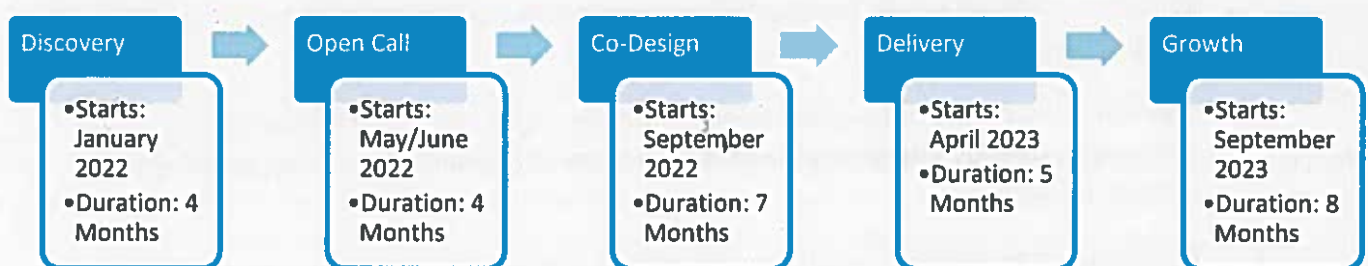 Discovery
•Starts:
January
2022
•Duration: 4
Months
Open Call
•Starts:
May/June
2022
•Duration: 4
Months
Co-Design
•Starts:
September
2022
•Duration: 7
Months
Delivery
•Starts:
April 2023
•Duration: 5
Months
Growth
•Starts:
September
2023
•Duration: 8
Months